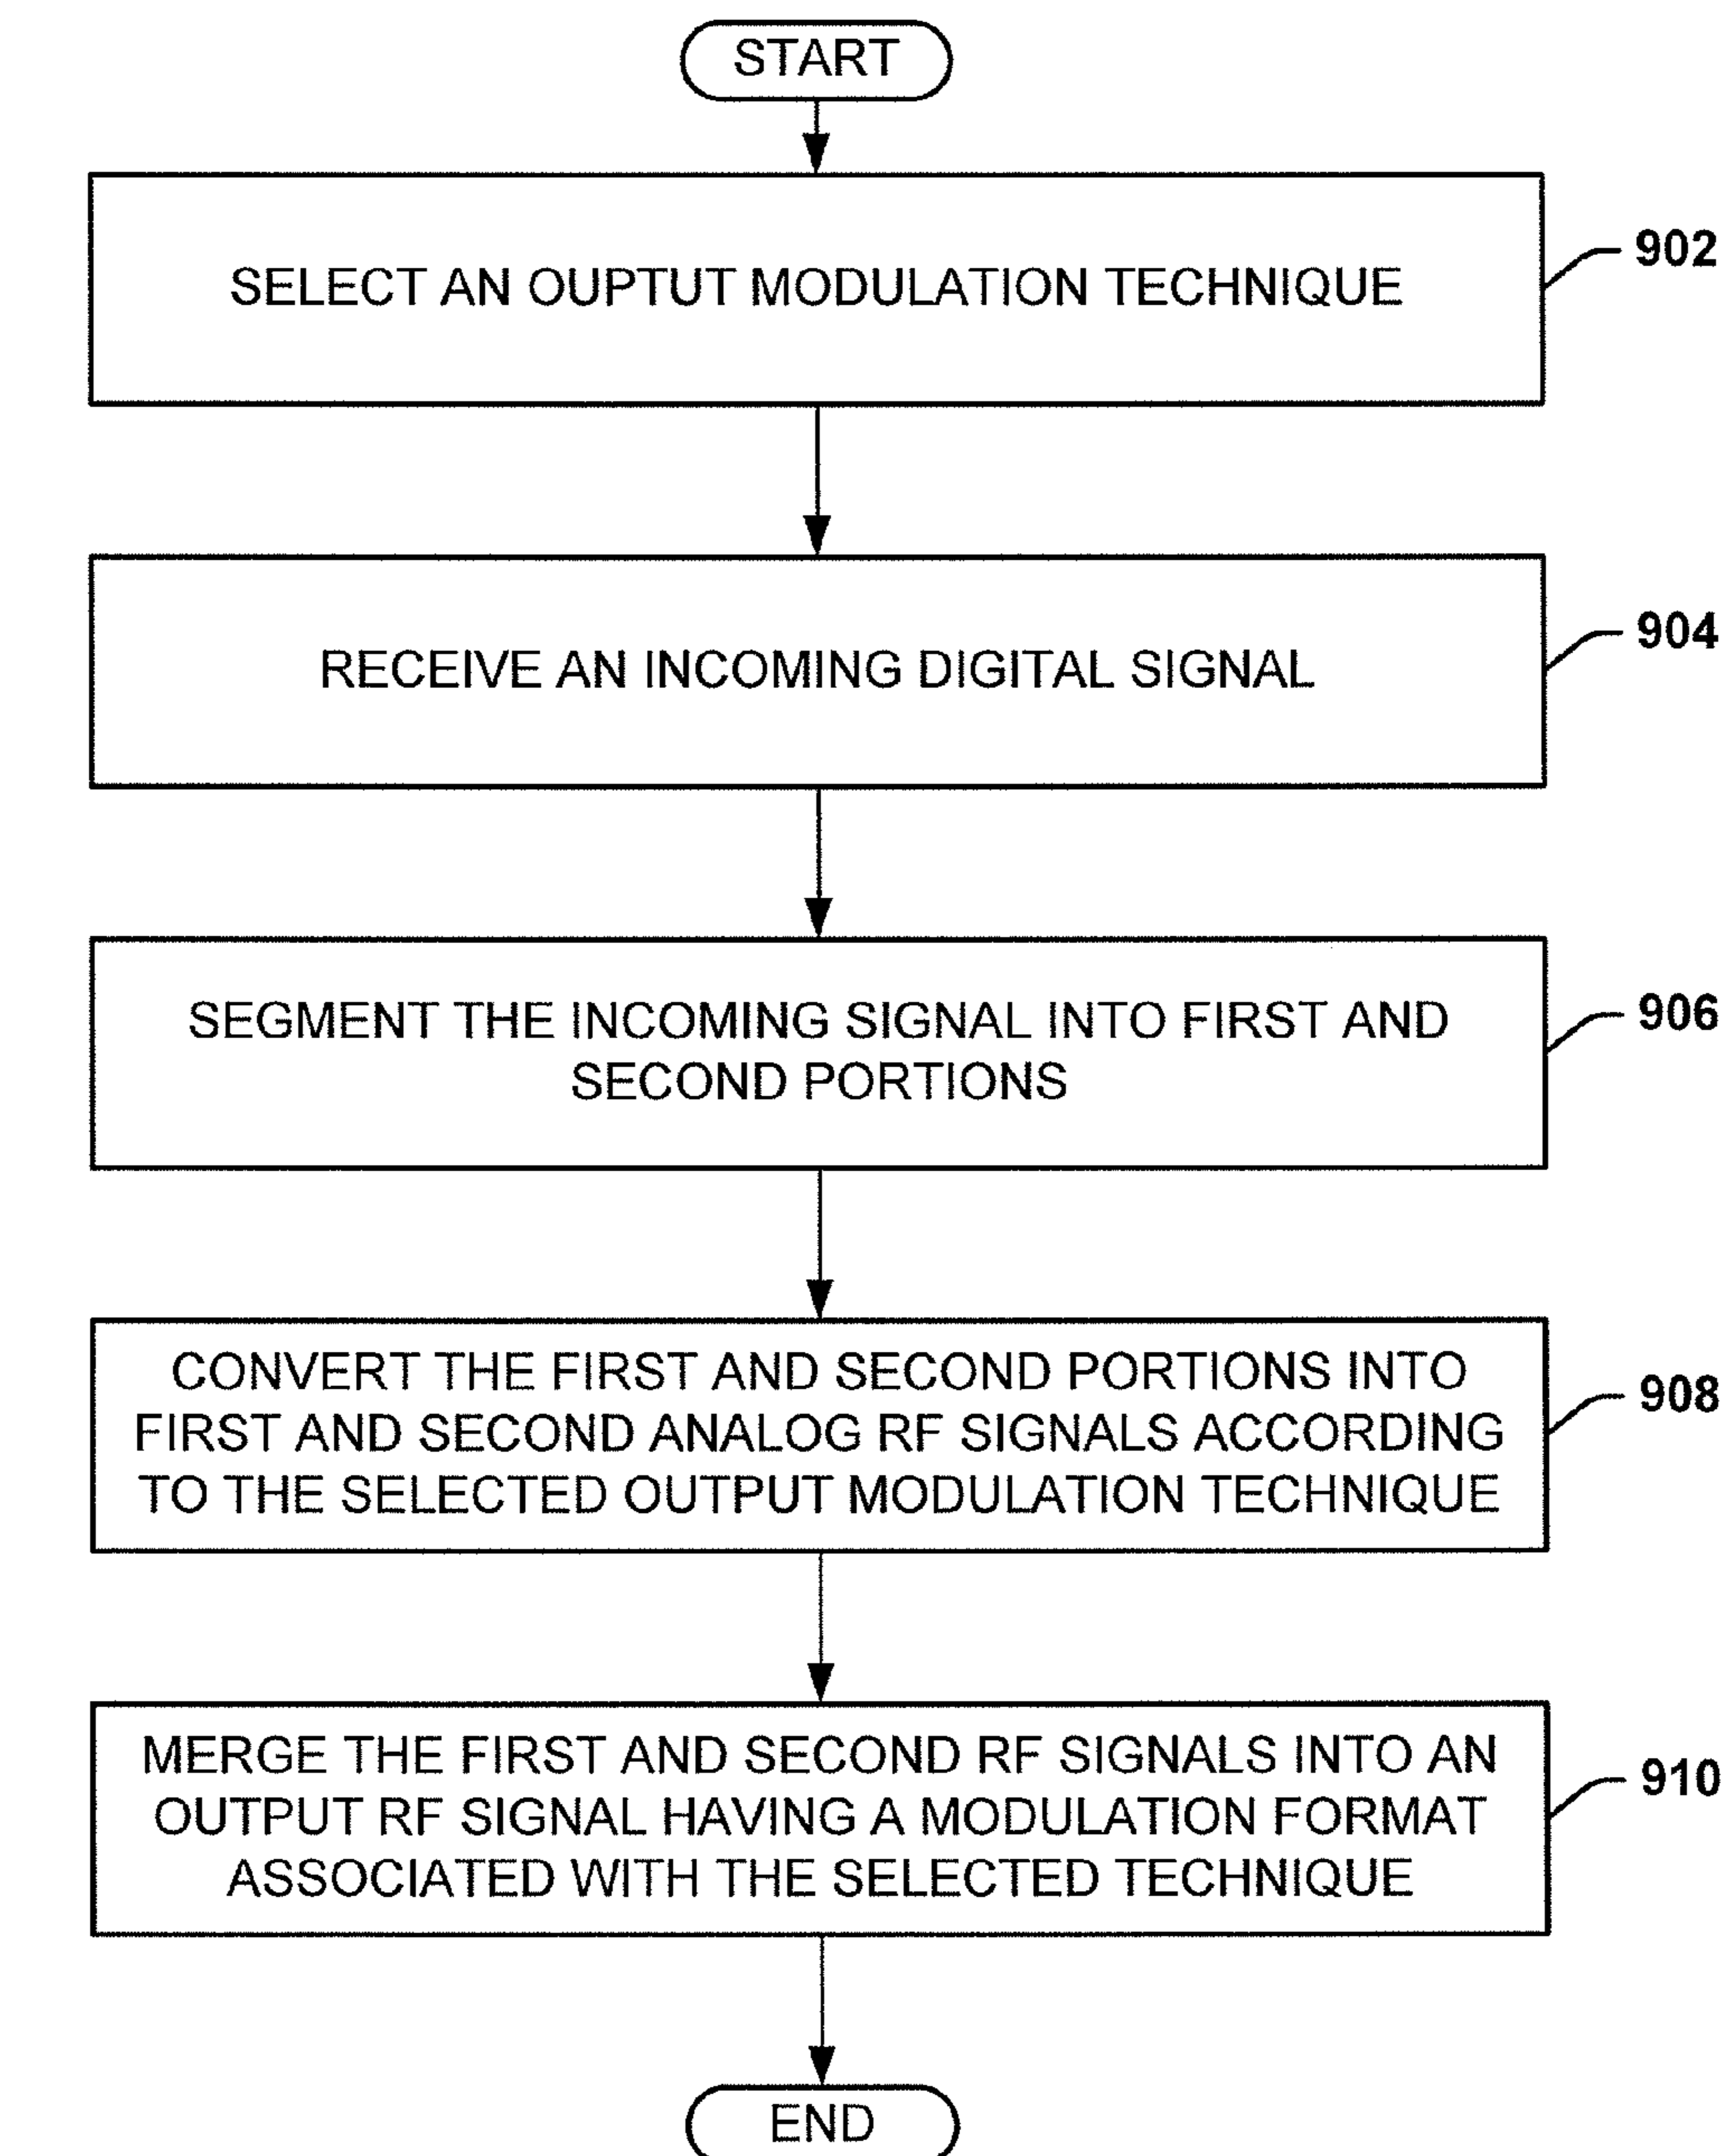 START
SELECT AN OUPTUT MODULATION TECHNIQUE
902
RECEIVE AN INCOMING DIGITAL SIGNAL
904
SEGMENT THE INCOMING SIGNAL INTO FIRST AND
SECOND PORTIONS
906
CONVERT THE FIRST AND SECOND PORTIONS INTO
FIRST AND SECOND ANALOG RF SIGNALS ACCORDING
TO THE SELECTED OUTPUT MODULATION TECHNIQUE
908
MERGE THE FIRST AND SECOND RF SIGNALS INTO AN
OUTPUT RF SIGNAL HAVING A MODULATION FORMAT
ASSOCIATED WITH THE SELECTED TECHNIQUE
910
END